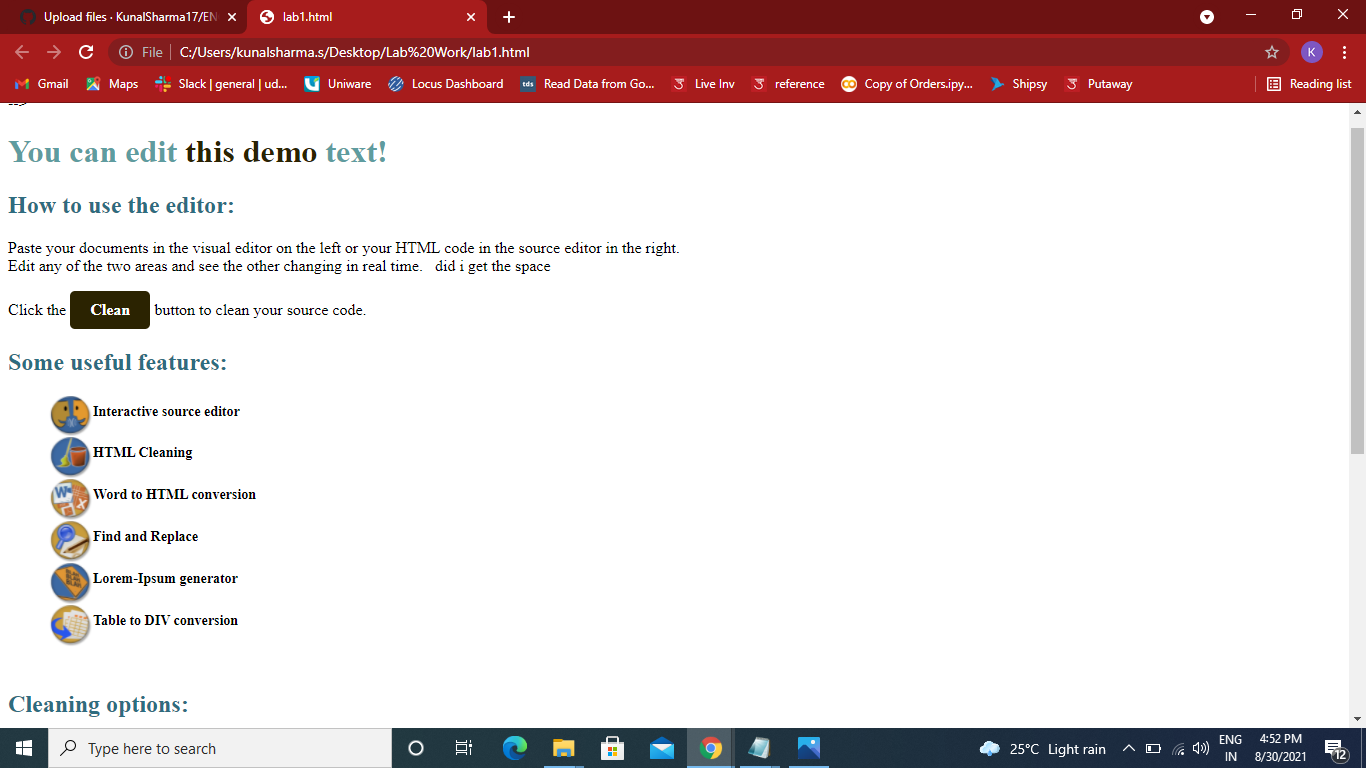 Upload files · KunalSharma17/EN
lab1.html
File
C:/Users/kunalsharma.s/Desktop/Lab%20Work/lab1.html
K
Gmail
Maps
Slack | general | ud...
Uniware
Locus Dashboard
tds
Read Data from Go...
Live Inv
reference
Copy of Orders.ipy...
Shipsy
Putaway
Reading list
-->
You can edit this demo text!
How to use the editor:
Paste your documents in the visual editor on the left or your HTML code in the source editor in the right.
Edit any of the two areas and see the other changing in real time.   did i get the space
Click the Clean button to clean your source code.
Some useful features:
Interactive source editor
HTML Cleaning
Word to HTML conversion
Find and Replace
Lorem-Ipsum generator
Table to DIV conversion
Cleaning options:
Type here to search
25°C Light rain
ENG
IN
4:52 PM
8/30/2021
12